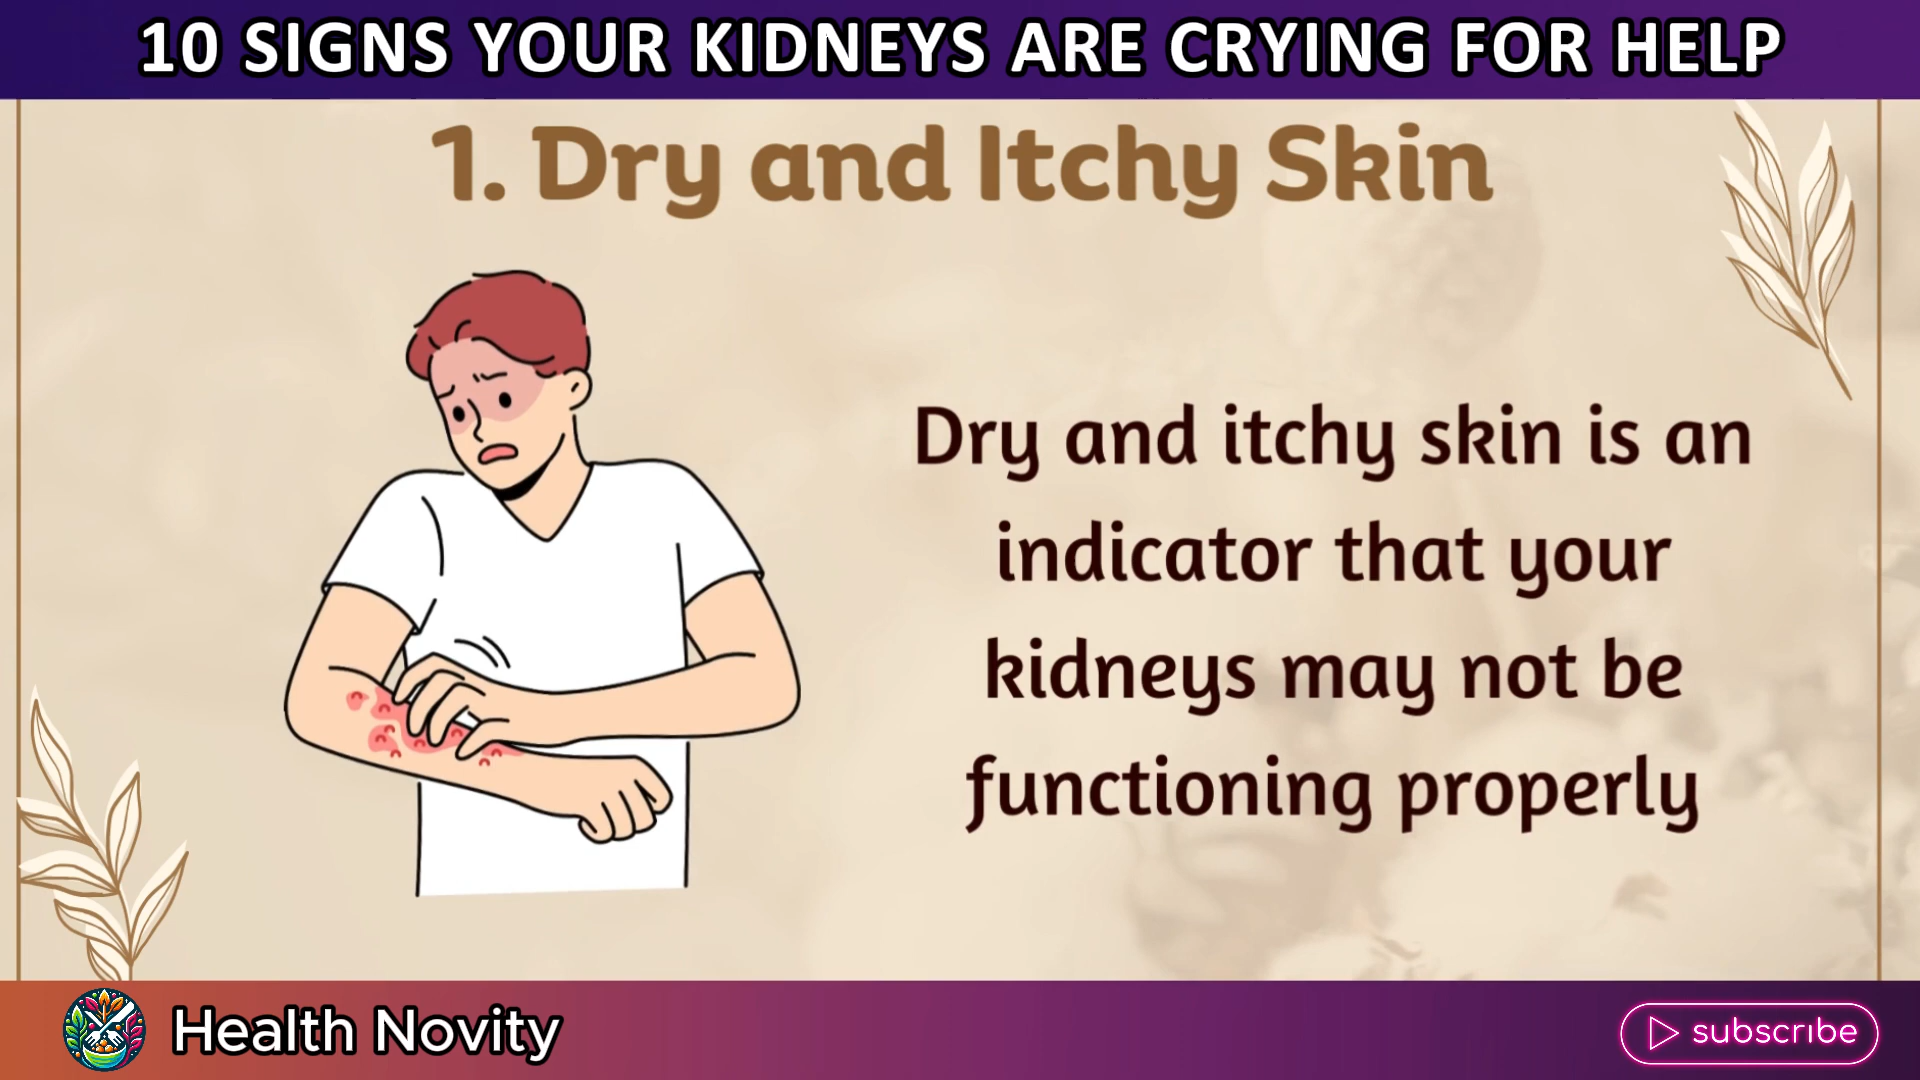 10 SIGNS YOUR KIDNEYS ARE CRYING FOR HELP
1. Dry and Itchy Skin
Dry and itchy skin is an
indicator that your
kidneys may not be
functioning properly
Health Novity
subscribe